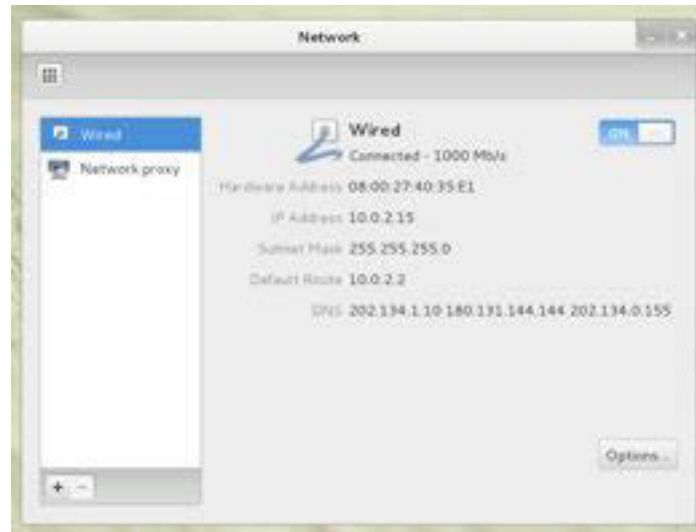 Network
Wired
Network proxy
Wired
Connected - 1000 Mb/s
Hardware Address 08:00:27:40:35:E1
IP Address 10.0.2.15
Subnet Mask 255.255.255.0
Default Route 10.0.2.2
DNS 202.134.1.10 180.131.144.144 202.134.0.155
ON
Options...